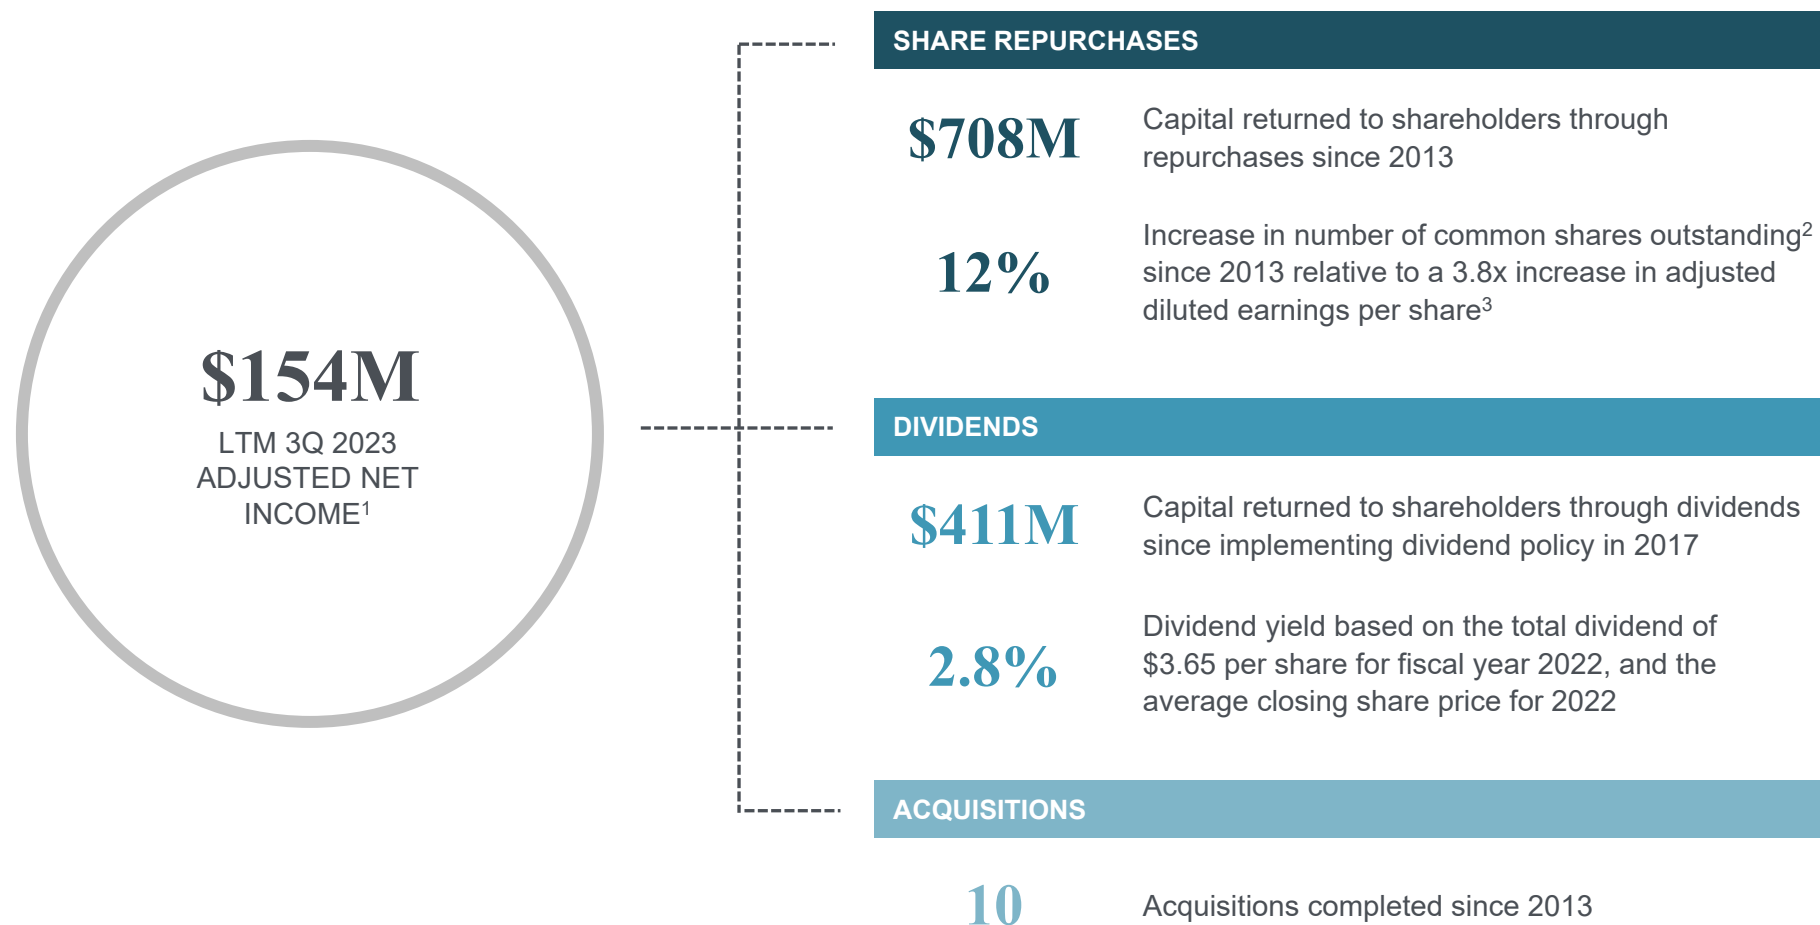 $154M
LTM 3Q 2023
ADJUSTED NET
INCOME¹
SHARE REPURCHASES
$708M
Capital returned to shareholders through
repurchases since 2013
12%
Increase in number of common shares outstanding²
since 2013 relative to a 3.8x increase in adjusted
diluted earnings per share³
DIVIDENDS
$411M
Capital returned to shareholders through dividends
since implementing dividend policy in 2017
2.8%
Dividend yield based on the total dividend of
$3.65 per share for fiscal year 2022, and the
average closing share price for 2022
ACQUISITIONS
10
Acquisitions completed since 2013